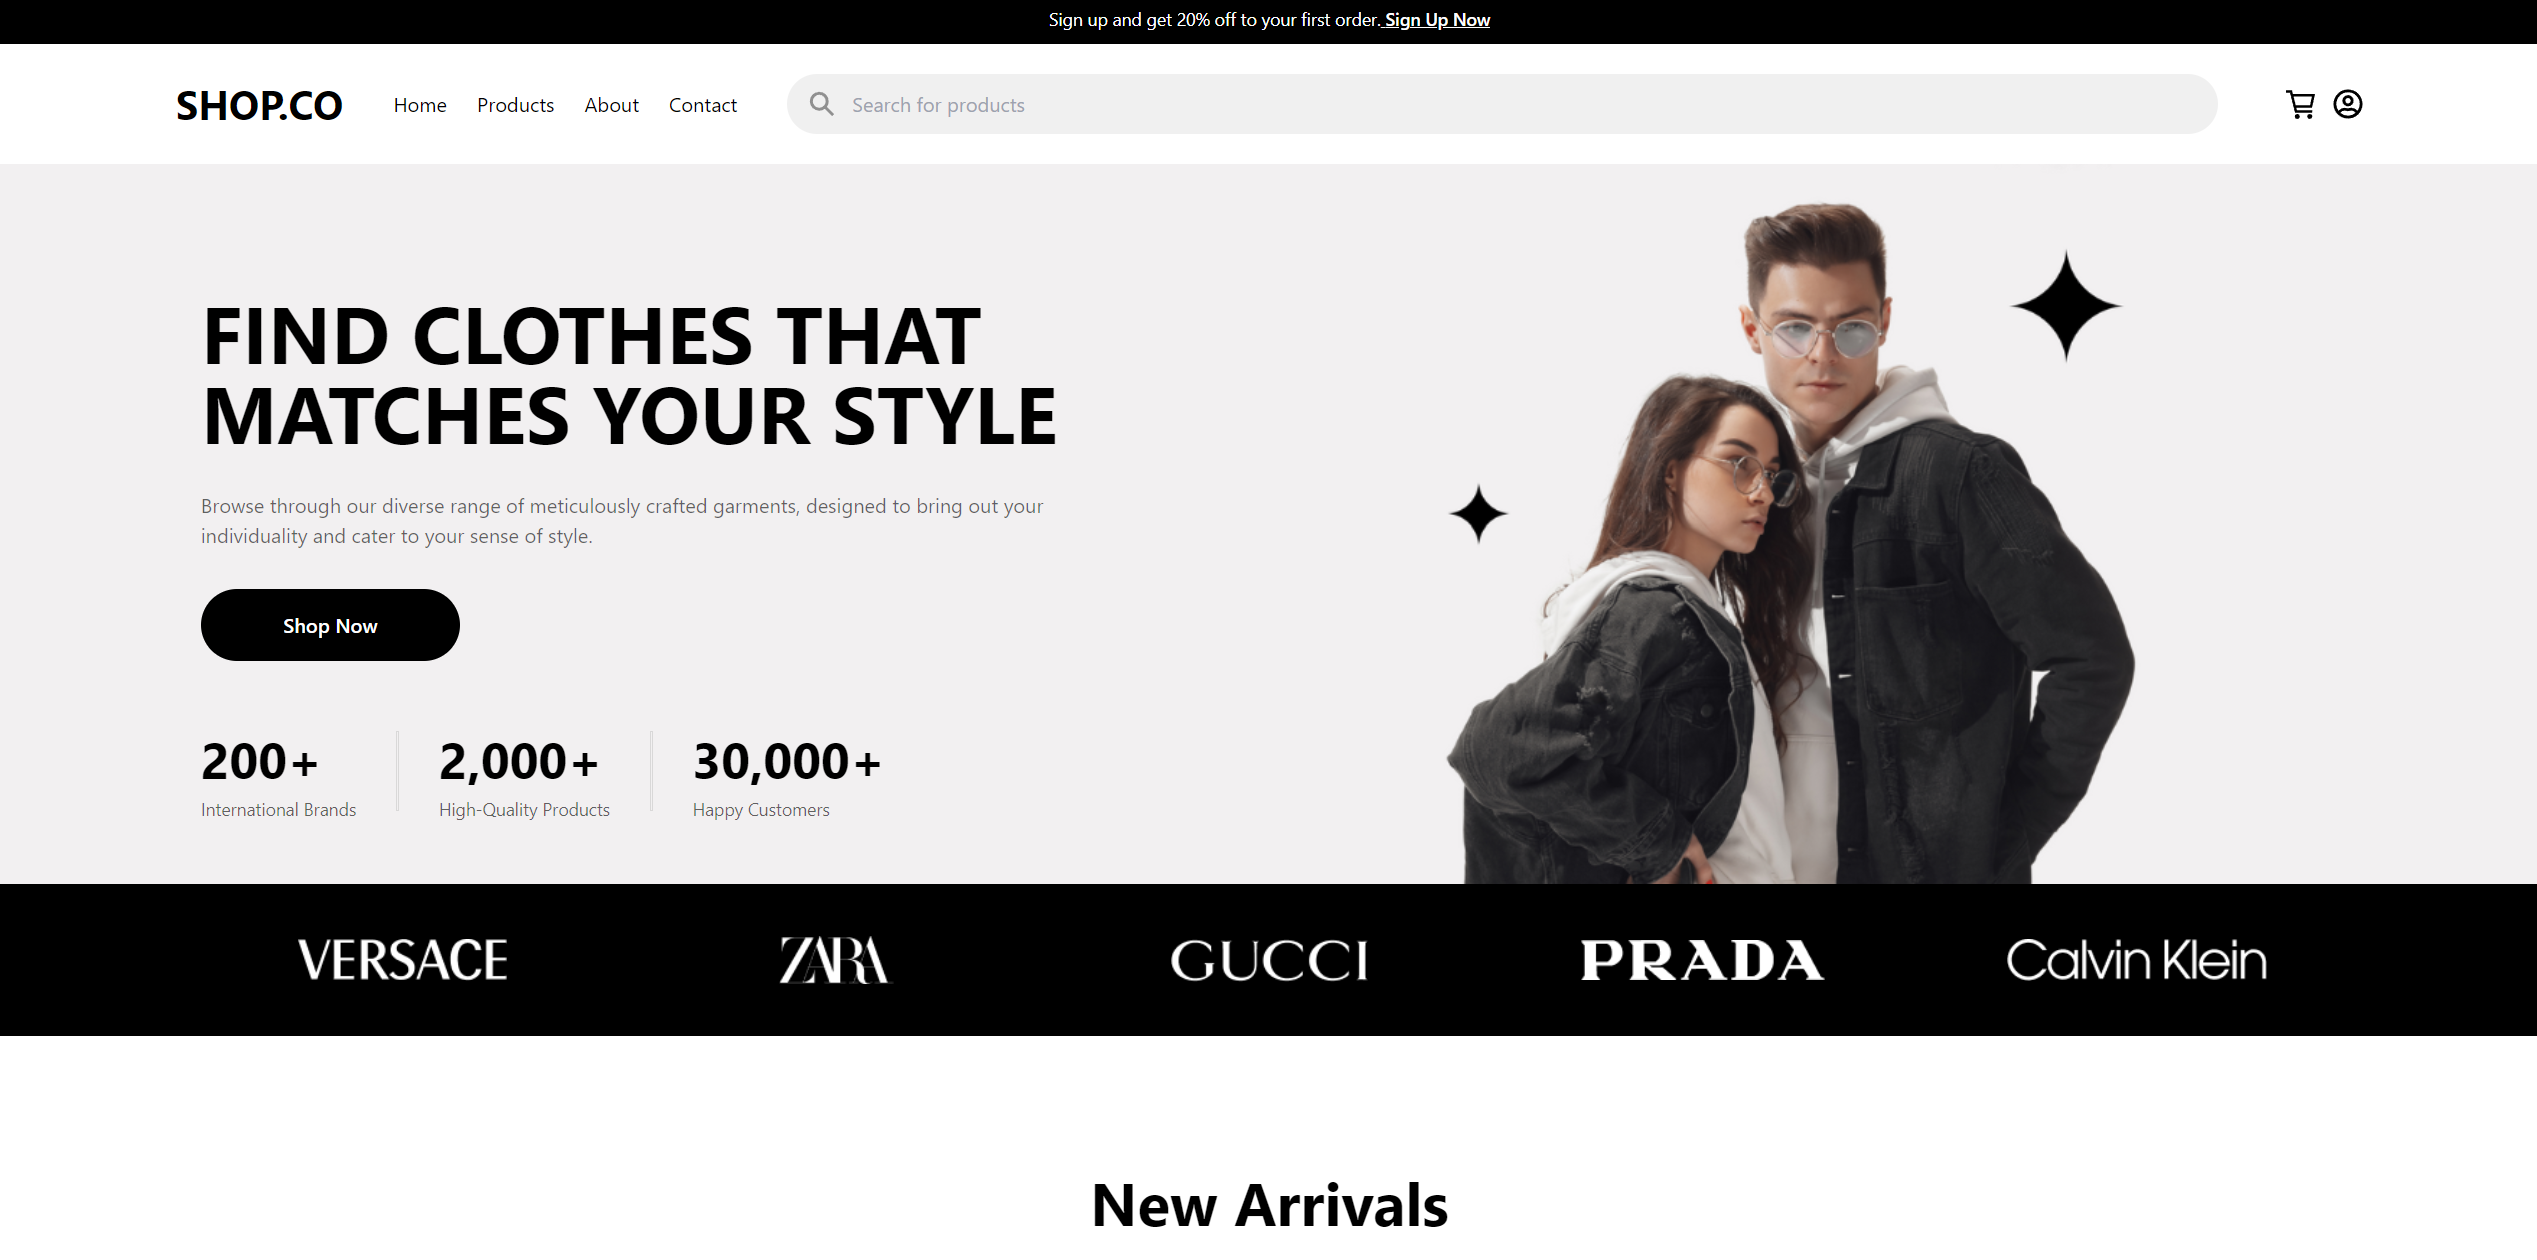 Sign up and get 20% off to your first order. Sign Up Now
SHOP.CO
Home
Products
About
Contact
Search for products
FIND CLOTHES THAT
MATCHES YOUR STYLE
Browse through our diverse range of meticulously crafted garments, designed to bring out your
individuality and cater to your sense of style.
Shop Now
200+
International Brands
2,000+
High-Quality Products
30,000+
Happy Customers
VERSACE
ZARA
GUCCI
PRADA
Calvin Klein
New Arrivals